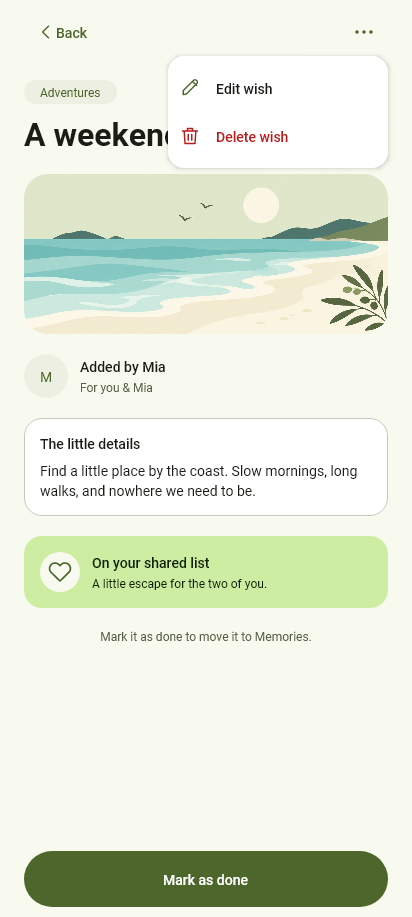 Back
Edit wish
Delete wish
Adventures
A weekend
Added by Mia
M
For you & Mia
The little details
Find a little place by the coast. Slow mornings, long
walks, and nowhere we need to be.
On your shared list
A little escape for the two of you.
Mark it as done to move it to Memories.
Mark as done